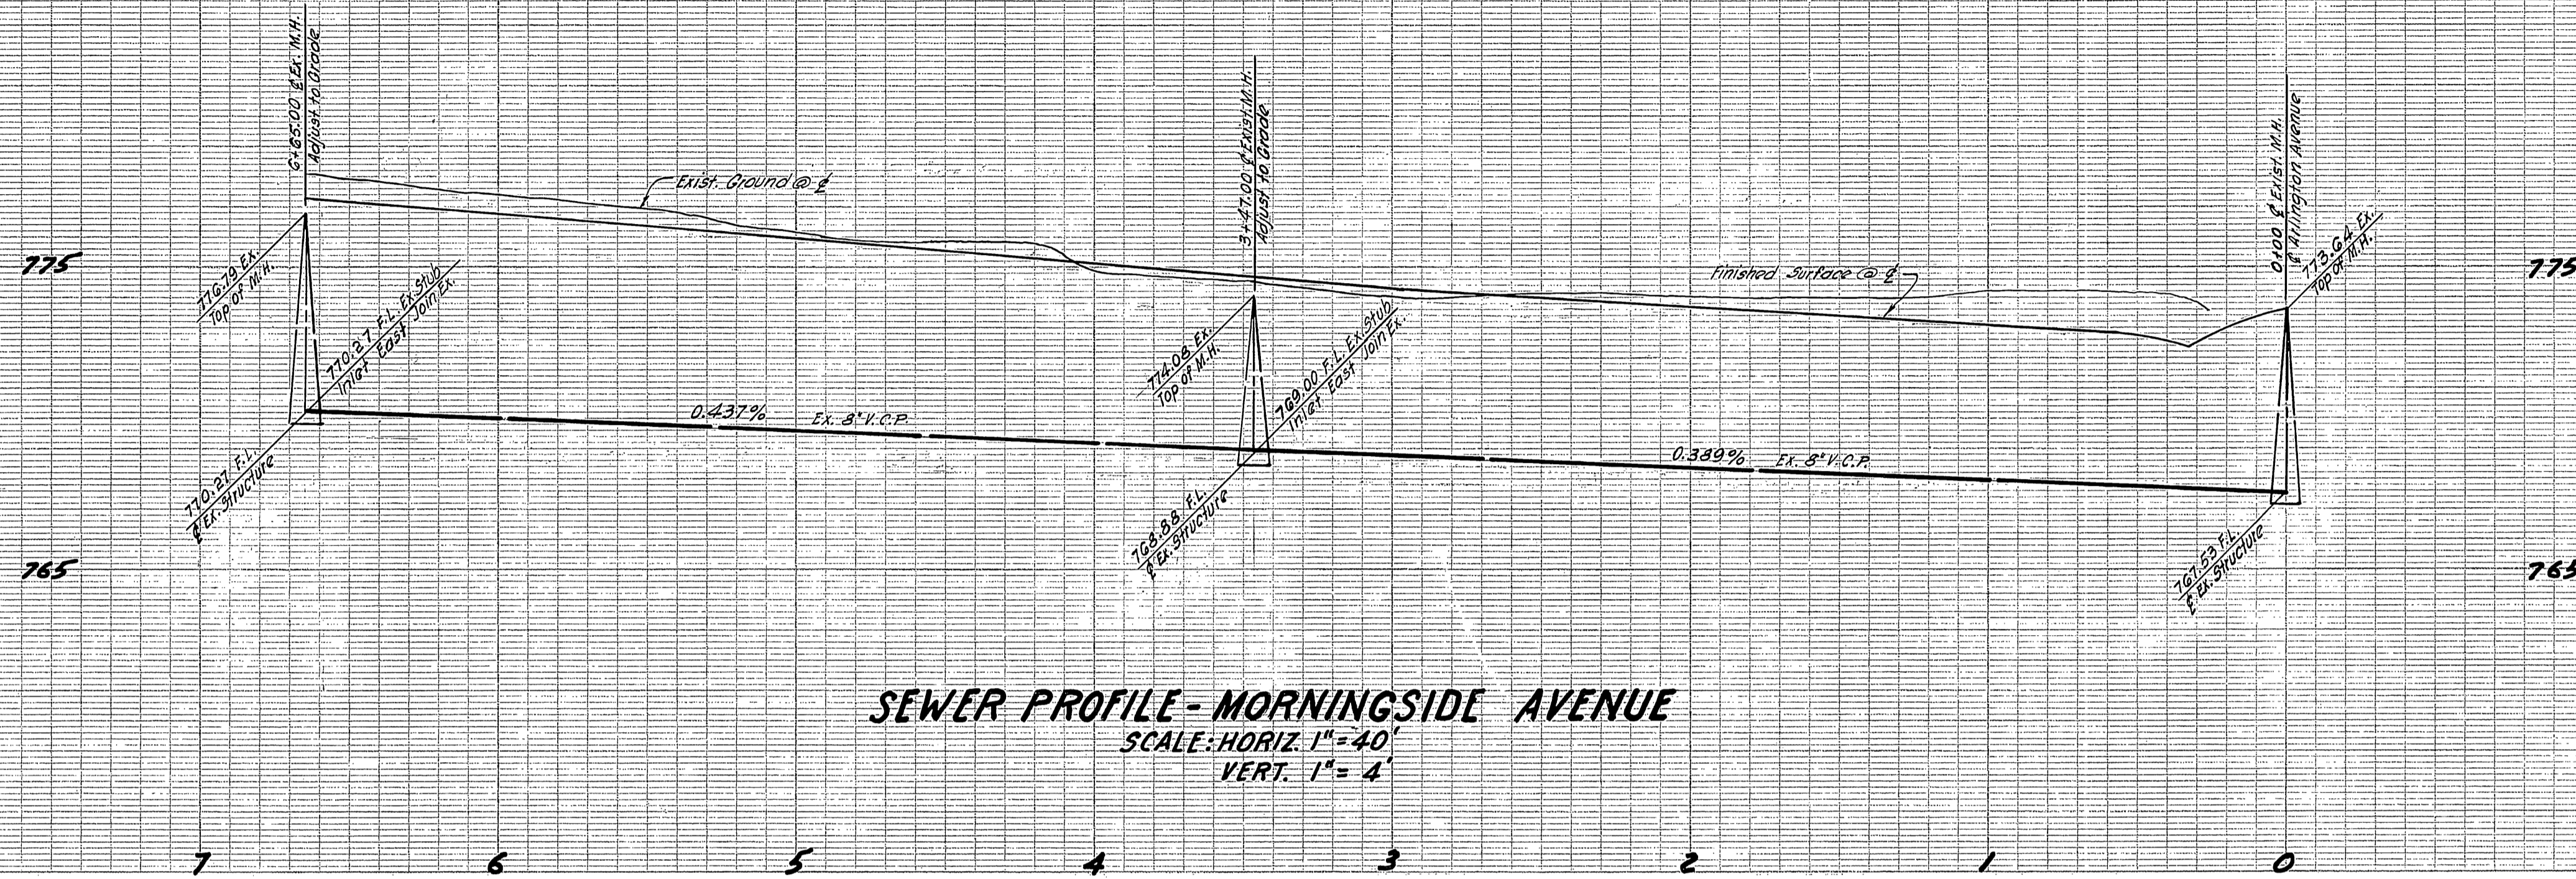 6+65.00 ℄ Ex. M.H.
Adjust to Grade
776.79 Ex.
Top of M.H.
770.27 F.L. Ex. Stub
Inlet East Join Ex.
770.27 F.L.
℄ Ex. Structure
Exist. Ground @ ℄
0.437%
Ex. 8" V.C.P.
3+47.00 ℄ Exist. M.H.
Adjust to Grade
774.08 Ex.
Top of M.H.
769.00 F.L. Ex. Stub
Inlet East Join Ex.
768.88 F.L.
℄ Ex. Structure
Finished Surface @ ℄
0.389%
Ex. 8" V.C.P.
0+00 ℄ Exist. M.H.
℄ Arlington Avenue
773.64 Ex.
Top of M.H.
767.53 F.L.
℄ Ex. Structure
775
775
765
765
SEWER PROFILE - MORNINGSIDE AVENUE
SCALE: HORIZ. 1" = 40'
VERT. 1" = 4'
7 6 5 4 3 2 1 0